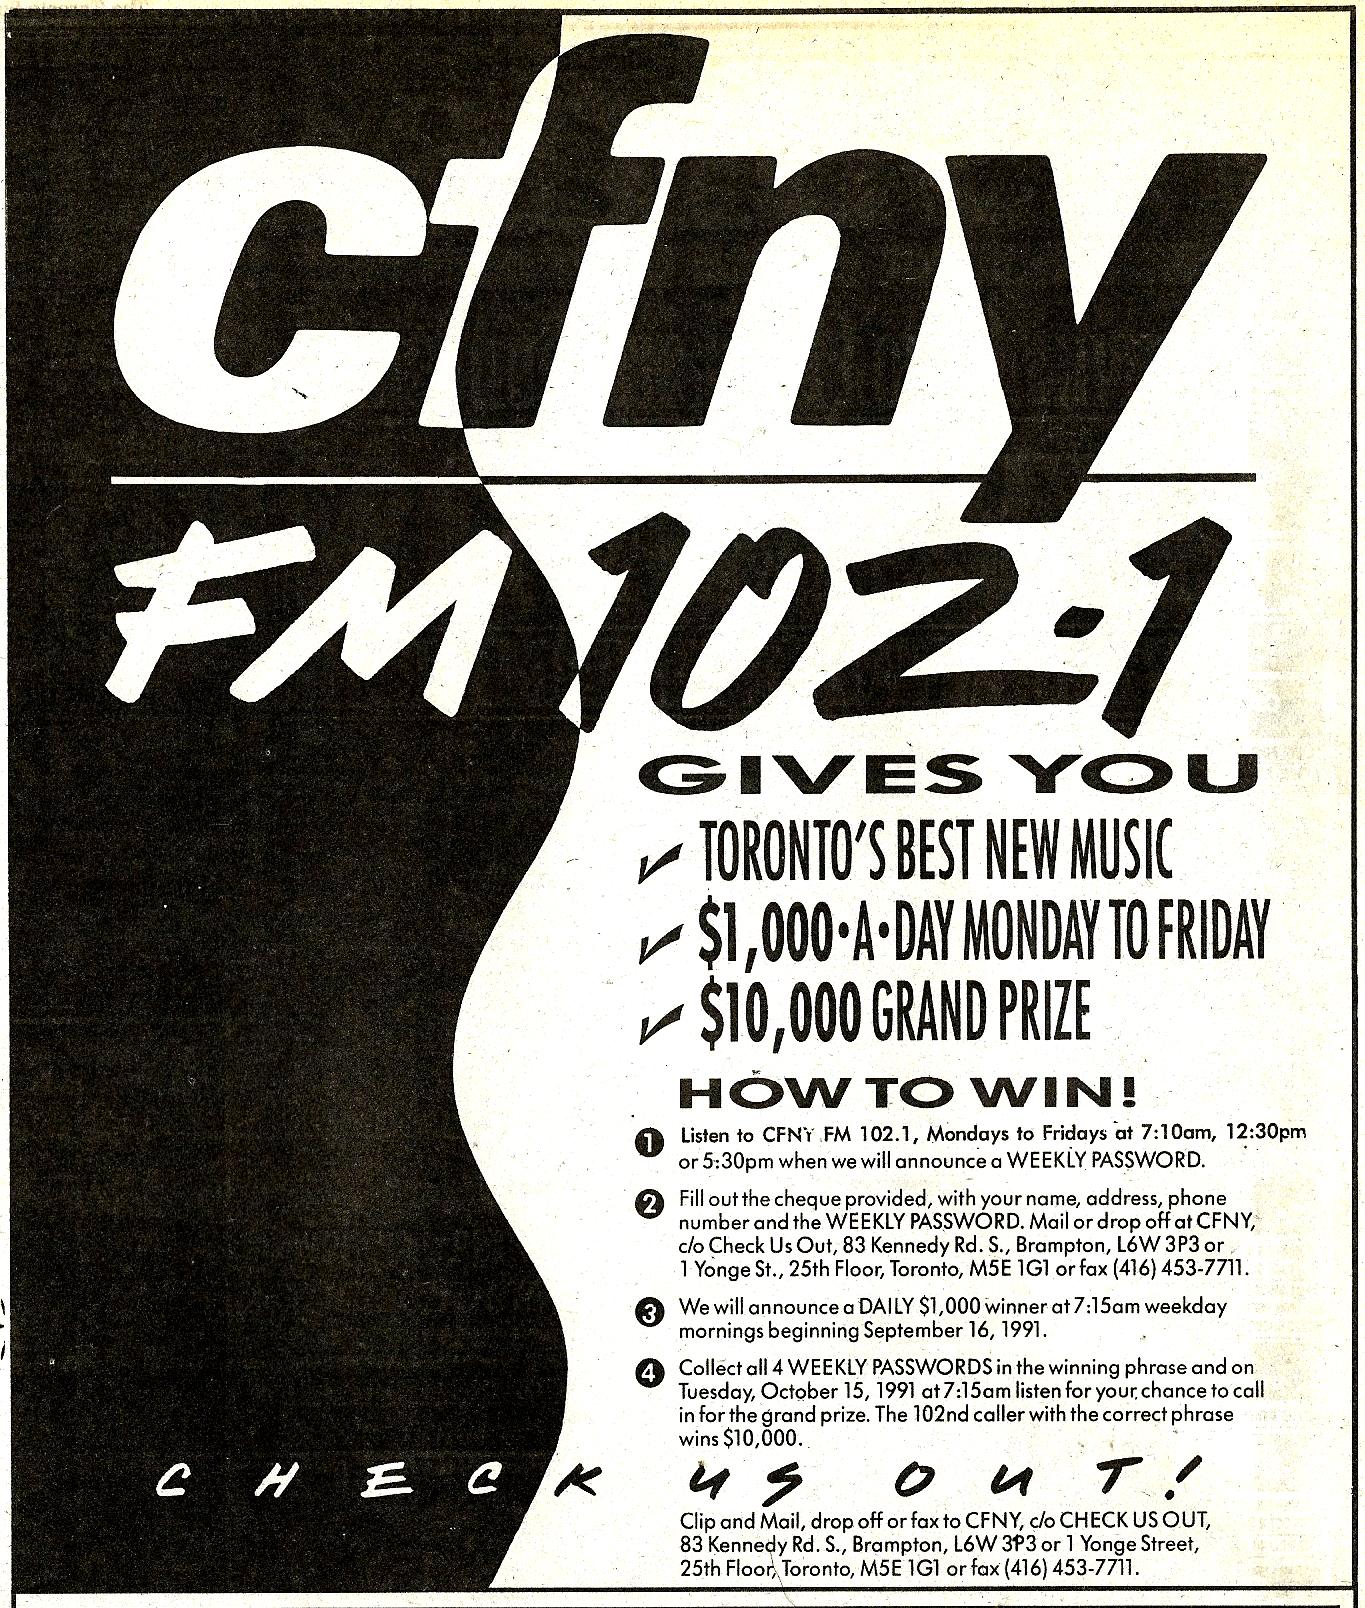 cfny
FM 102·1
GIVES YOU
✓ TORONTO'S BEST NEW MUSIC
✓ $1,000·A·DAY MONDAY TO FRIDAY
✓ $10,000 GRAND PRIZE
HOW TO WIN!
1 Listen to CFNY FM 102.1, Mondays to Fridays at 7:10am, 12:30pm
or 5:30pm when we will announce a WEEKLY PASSWORD.
2 Fill out the cheque provided, with your name, address, phone
number and the WEEKLY PASSWORD. Mail or drop off at CFNY,
c/o Check Us Out, 83 Kennedy Rd. S., Brampton, L6W 3P3 or
1 Yonge St., 25th Floor, Toronto, M5E 1G1 or fax (416) 453-7711.
3 We will announce a DAILY $1,000 winner at 7:15am weekday
mornings beginning September 16, 1991.
4 Collect all 4 WEEKLY PASSWORDS in the winning phrase and on
Tuesday, October 15, 1991 at 7:15am listen for your chance to call
in for the grand prize. The 102nd caller with the correct phrase
wins $10,000.
CHECK US OUT!
Clip and Mail, drop off or fax to CFNY, c/o CHECK US OUT,
83 Kennedy Rd. S., Brampton, L6W 3P3 or 1 Yonge Street,
25th Floor, Toronto, M5E 1G1 or fax (416) 453-7711.